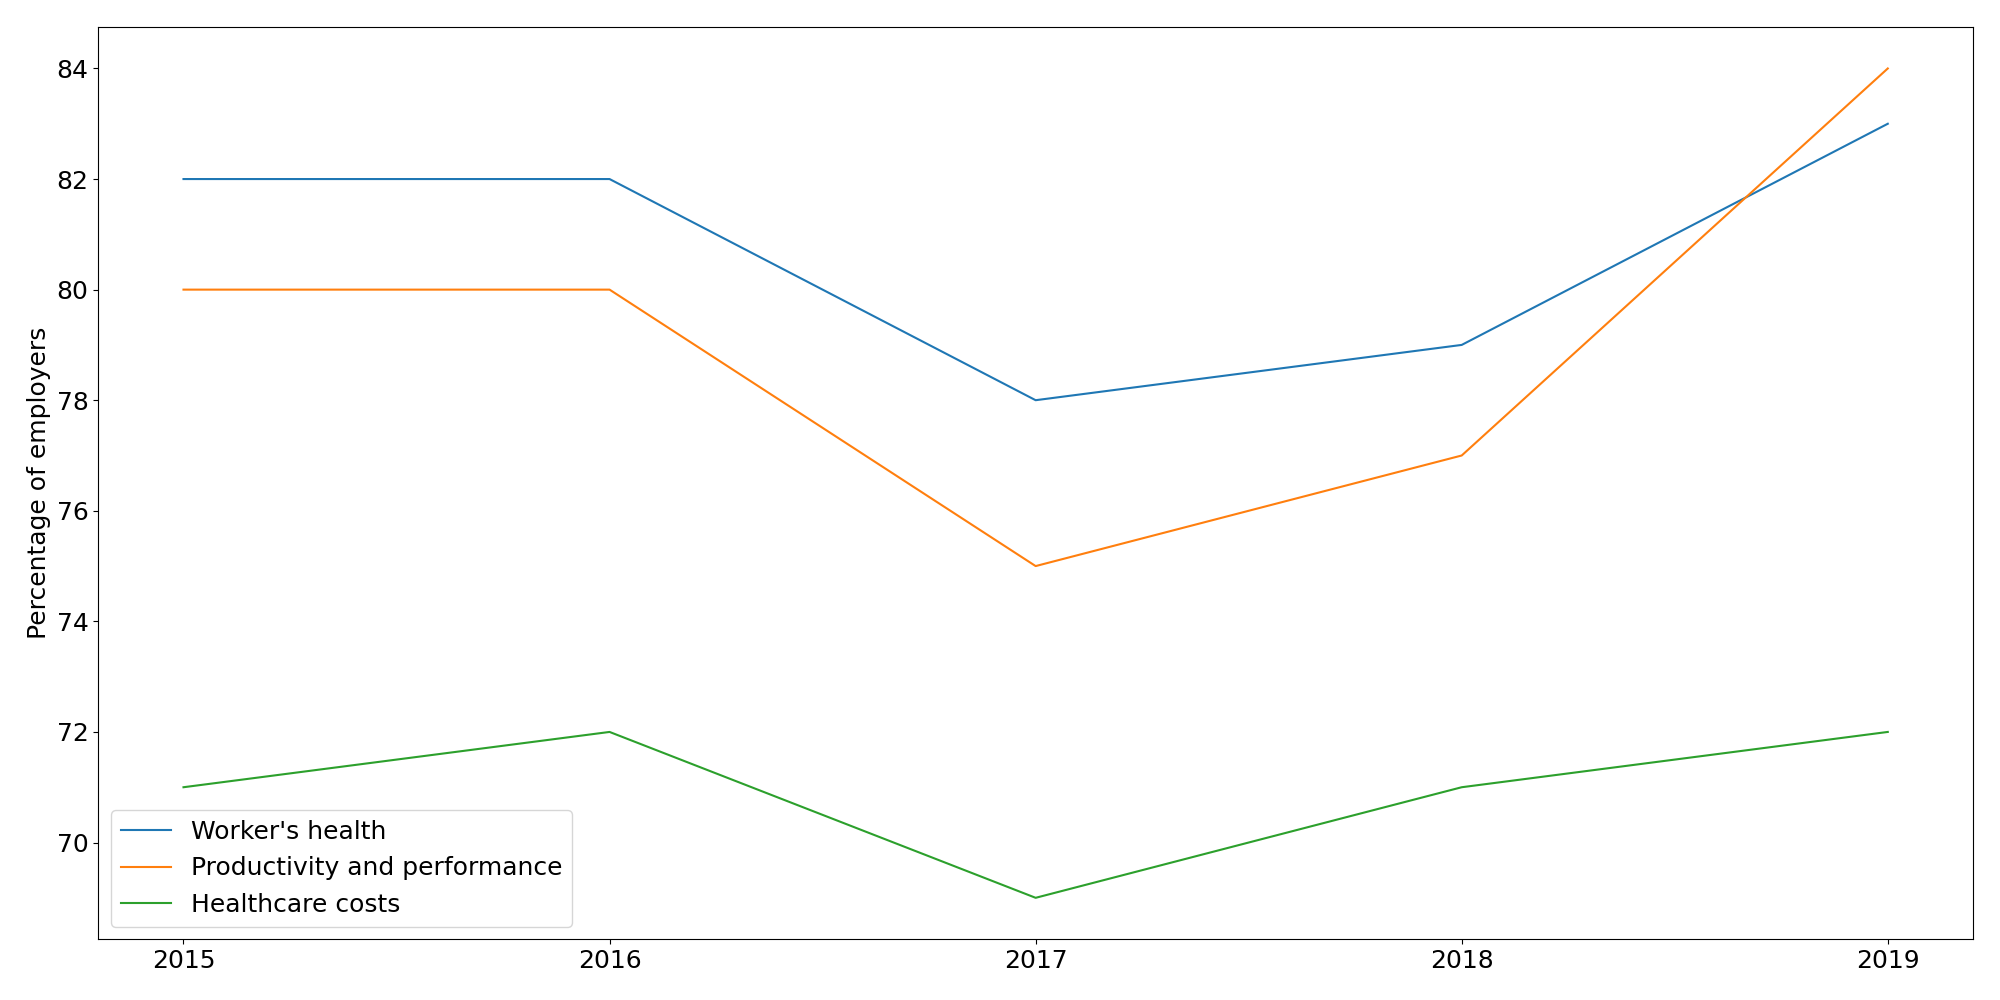 84
82
80
78
76
74
72
70
Percentage of employers
Worker's health
Productivity and performance
Healthcare costs
2015 2016 2017 2018 2019